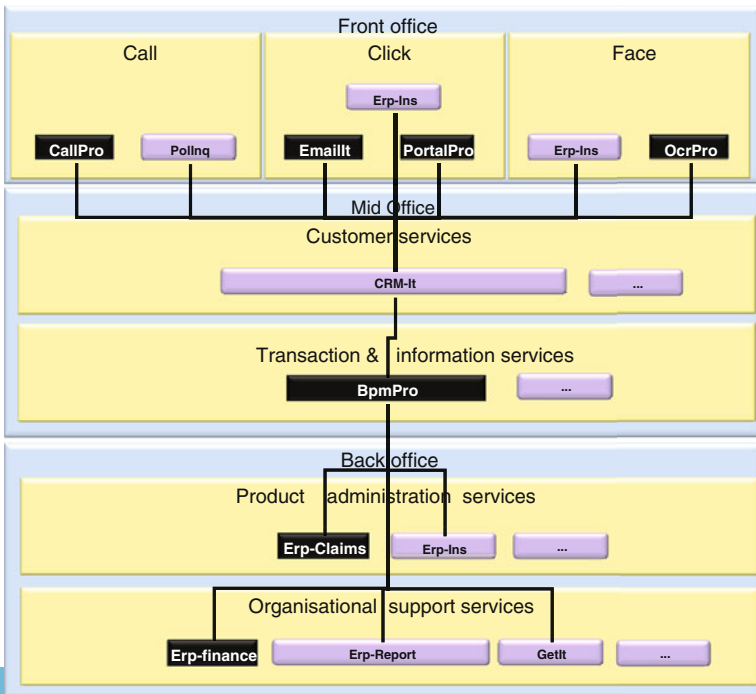 Front office
Call
Click
Face
Erp-Ins
CallPro
PolInq
EmailIt
PortalPro
Erp-Ins
OcrPro
Mid Office
Customer services
CRM-It
...
Transaction & information services
BpmPro
...
Back office
Product administration services
Erp-Claims
Erp-Ins
...
Organisational support services
Erp-finance
Erp-Report
GetIt
...